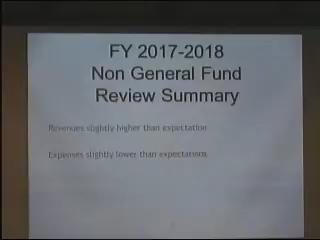 FY 2017-2018
Non General Fund
Review Summary
Revenues slightly higher than expectation
Expenses slightly lower than expectations